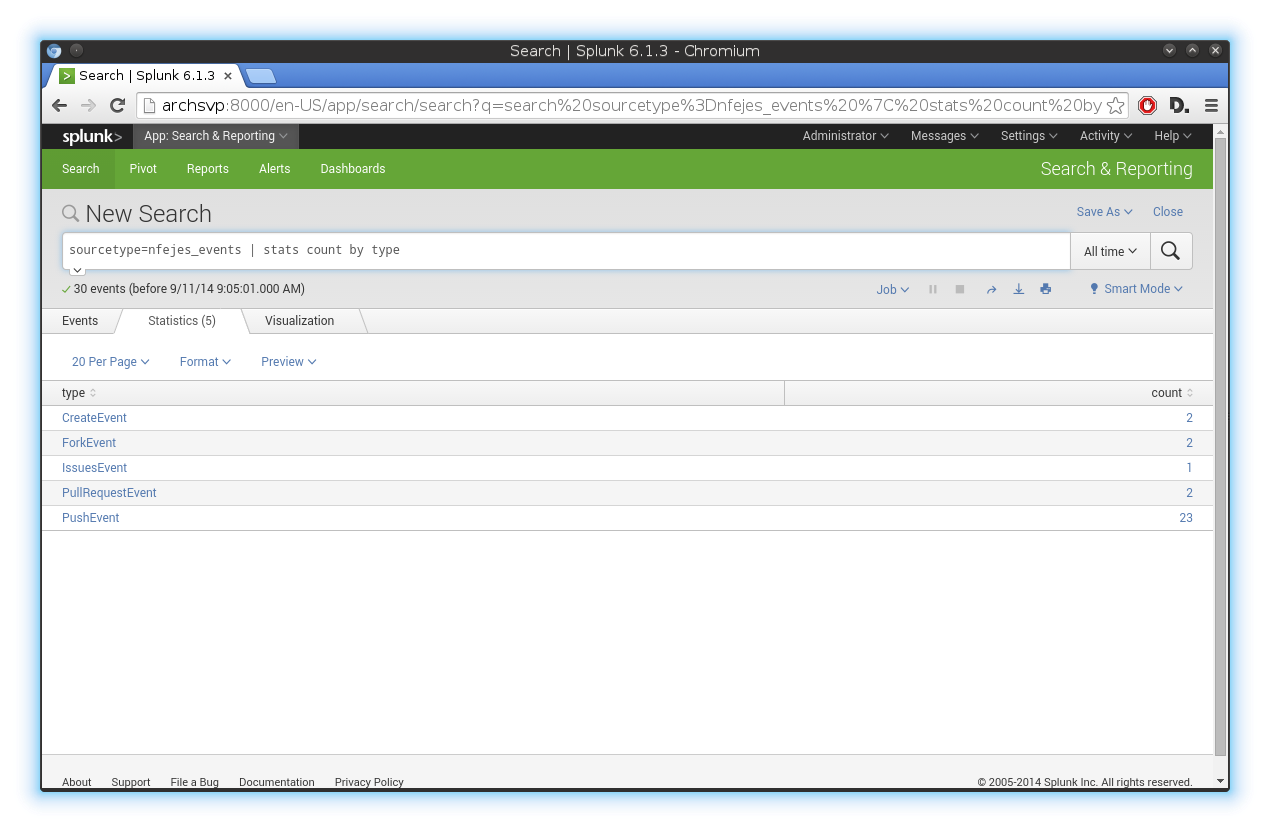 Search | Splunk 6.1.3 - Chromium
Search | Splunk 6.1.3
archsvp:8000/en-US/app/search/search?q=search%20sourcetype%3Dnfejes_events%20%7C%20stats%20count%20by
D.
splunk> App: Search & Reporting Administrator Messages Settings Activity Help
Search Pivot Reports Alerts Dashboards Search & Reporting
New Search Save As Close
sourcetype=nfejes_events | stats count by type All time
30 events (before 9/11/14 9:05:01.000 AM) Job Smart Mode
Events Statistics (5) Visualization
20 Per Page Format Preview
type count
CreateEvent 2
ForkEvent 2
IssuesEvent 1
PullRequestEvent 2
PushEvent 23
About Support File a Bug Documentation Privacy Policy © 2005-2014 Splunk Inc. All rights reserved.